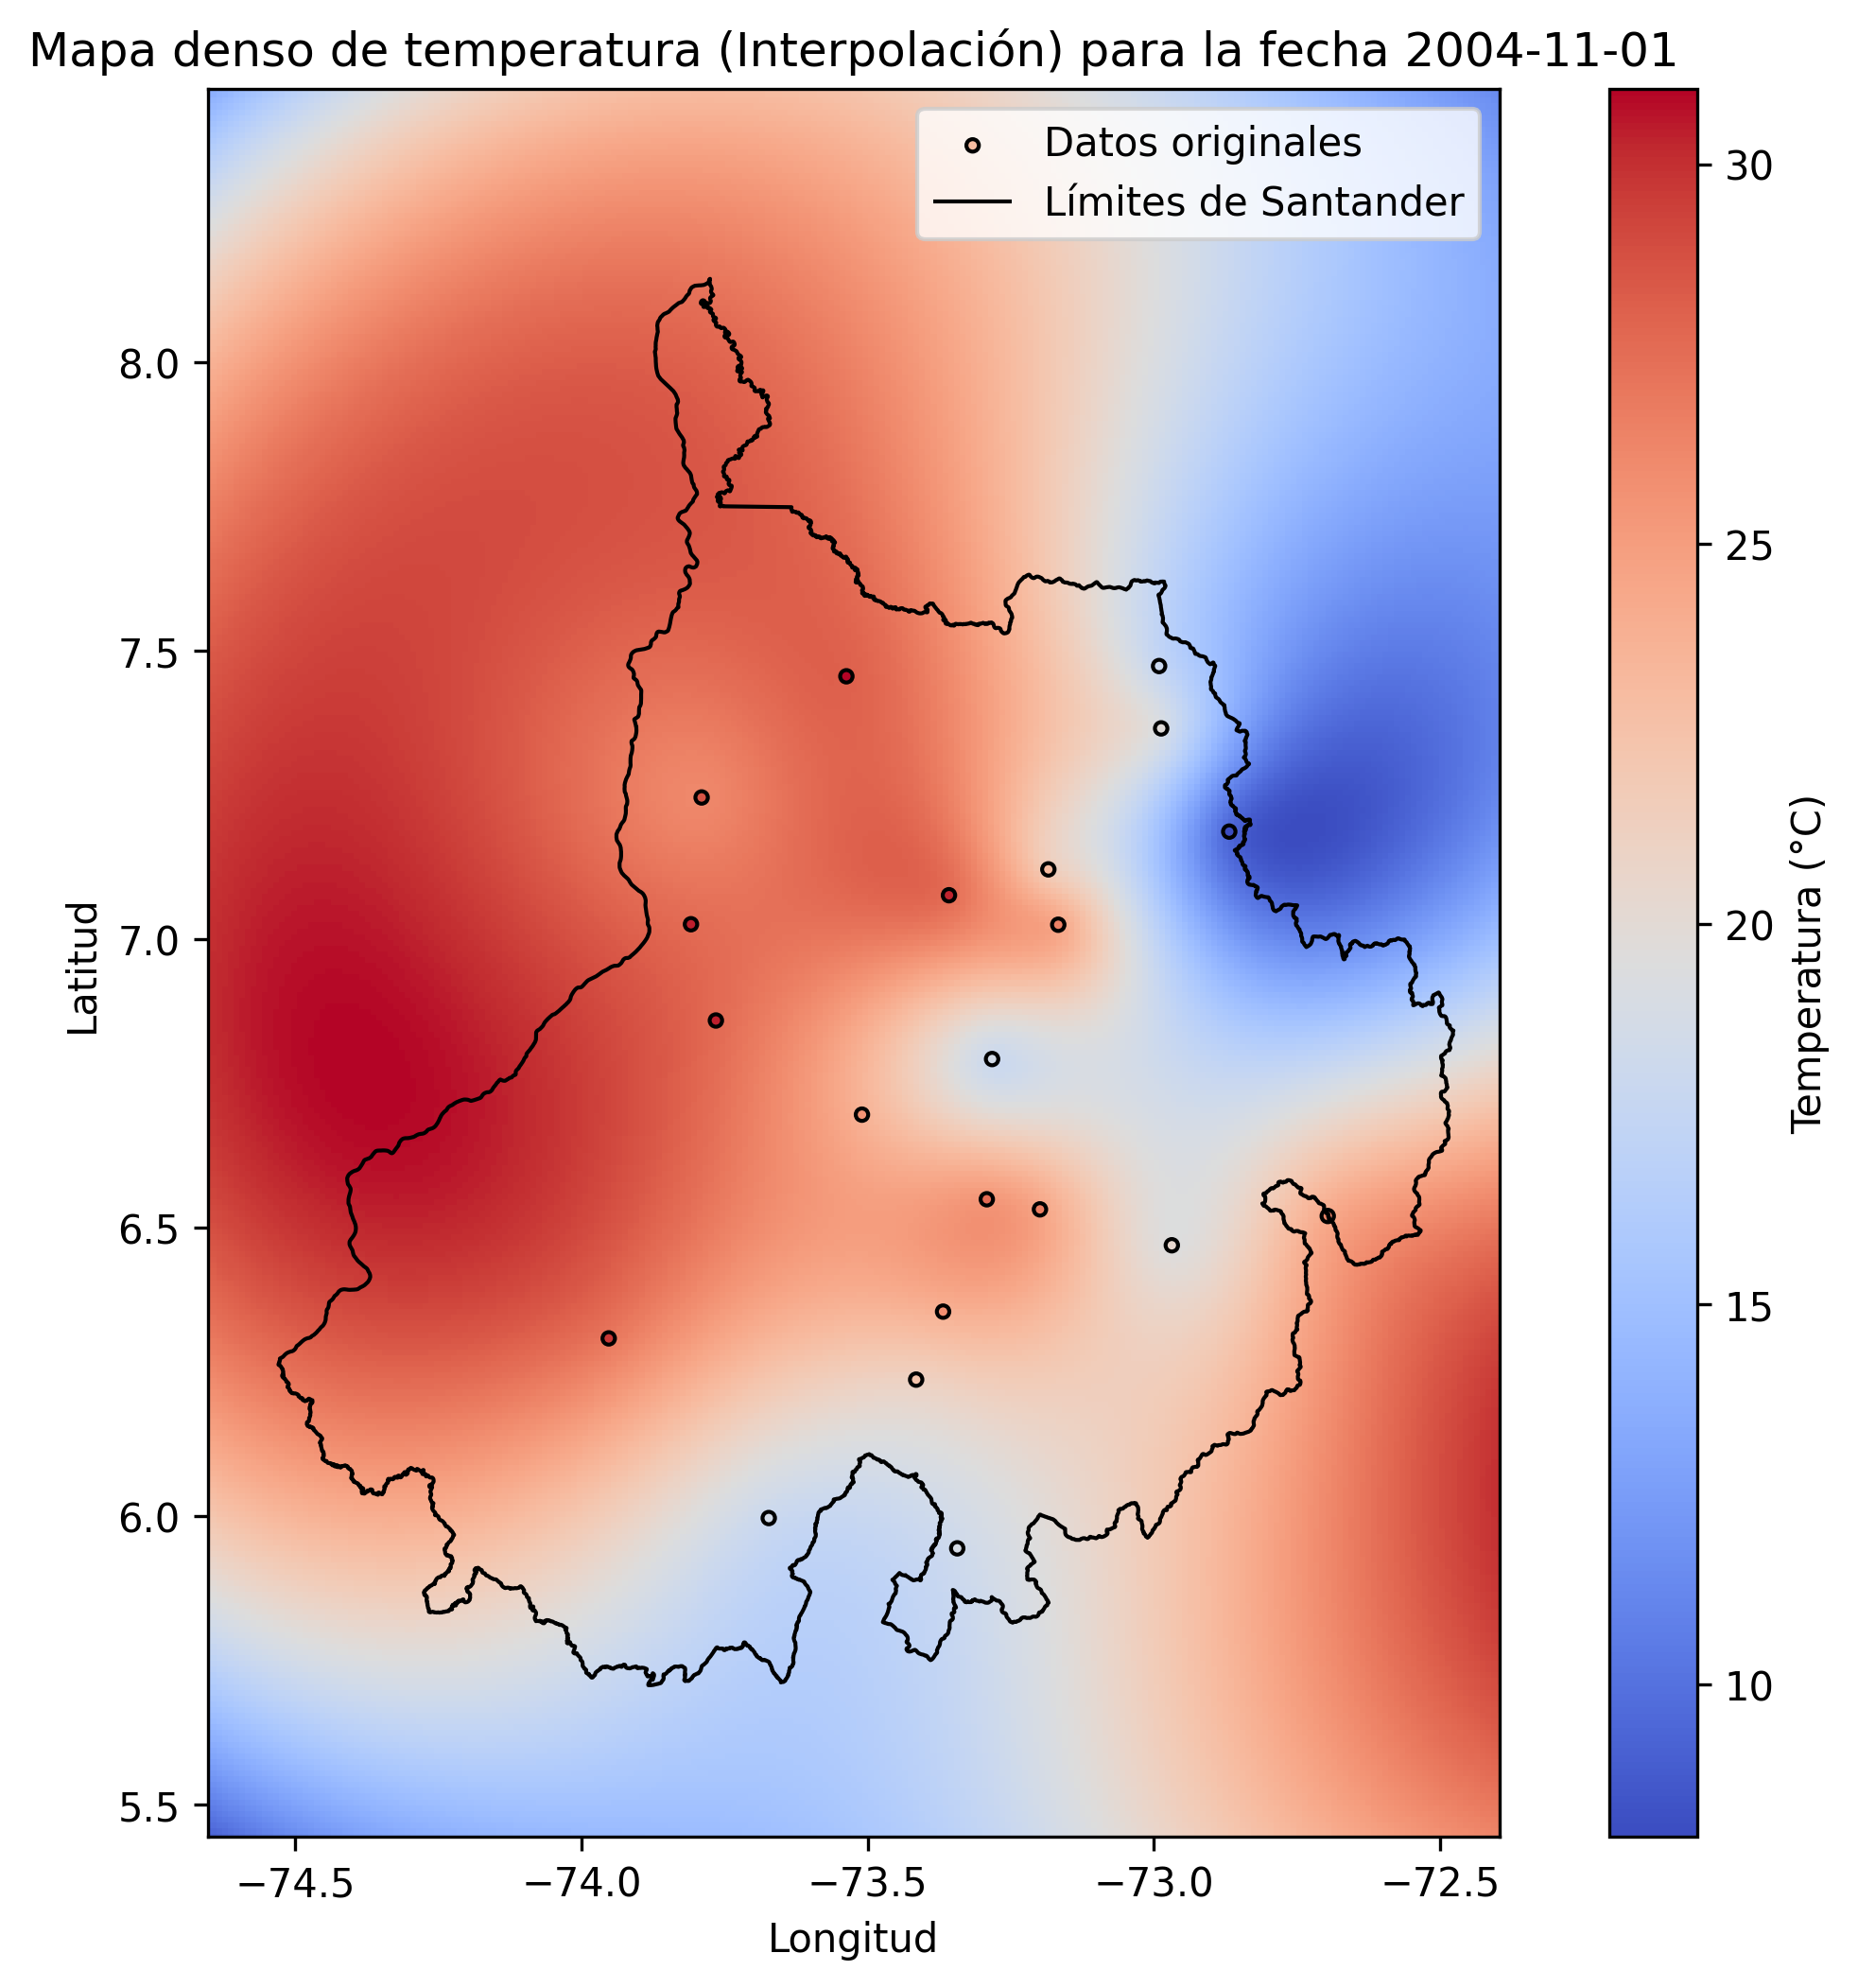 Mapa denso de temperatura (Interpolación) para la fecha 2004-11-01
Datos originales
Límites de Santander
8.0
7.5
7.0
6.5
6.0
5.5
Latitud
−74.5
−74.0
−73.5
−73.0
−72.5
Longitud
30
25
20
15
10
Temperatura (°C)